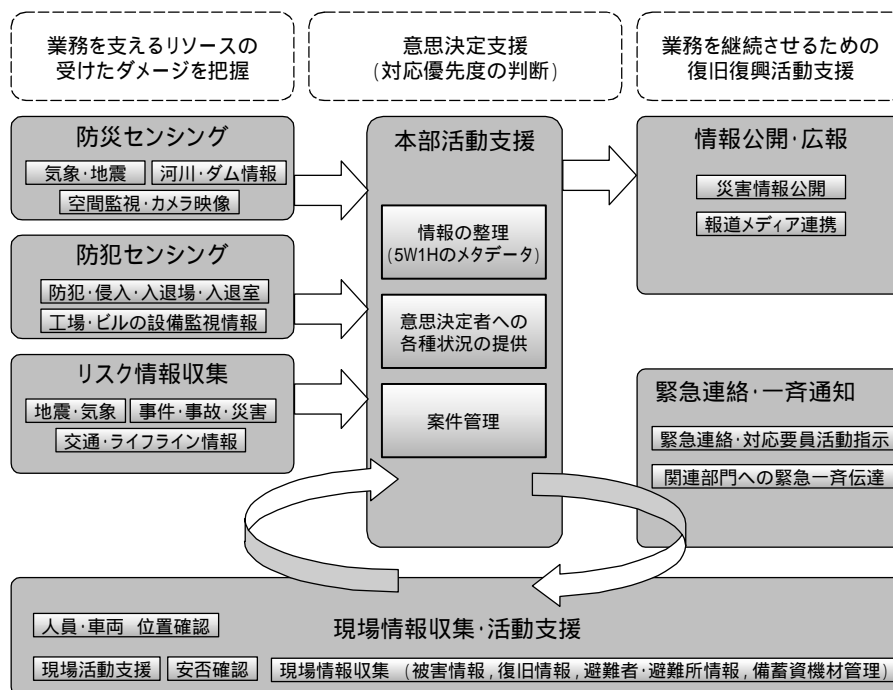 業務を支えるリソースの
受けたダメージを把握
意思決定支援
(対応優先度の判断)
業務を継続させるための
復旧復興活動支援
防災センシング
気象・地震
河川・ダム情報
空間監視・カメラ映像
防犯センシング
防犯・侵入・入退場・入退室
工場・ビルの設備監視情報
リスク情報収集
地震・気象
事件・事故・災害
交通・ライフライン情報
本部活動支援
情報の整理
(5W1Hのメタデータ)
意思決定者への
各種状況の提供
案件管理
情報公開・広報
災害情報公開
報道メディア連携
緊急連絡・一斉通知
緊急連絡・対応要員活動指示
関連部門への緊急一斉伝達
現場情報収集・活動支援
人員・車両 位置確認
現場活動支援
安否確認
現場情報収集 (被害情報,復旧情報,避難者・避難所情報,備蓄資機材管理)